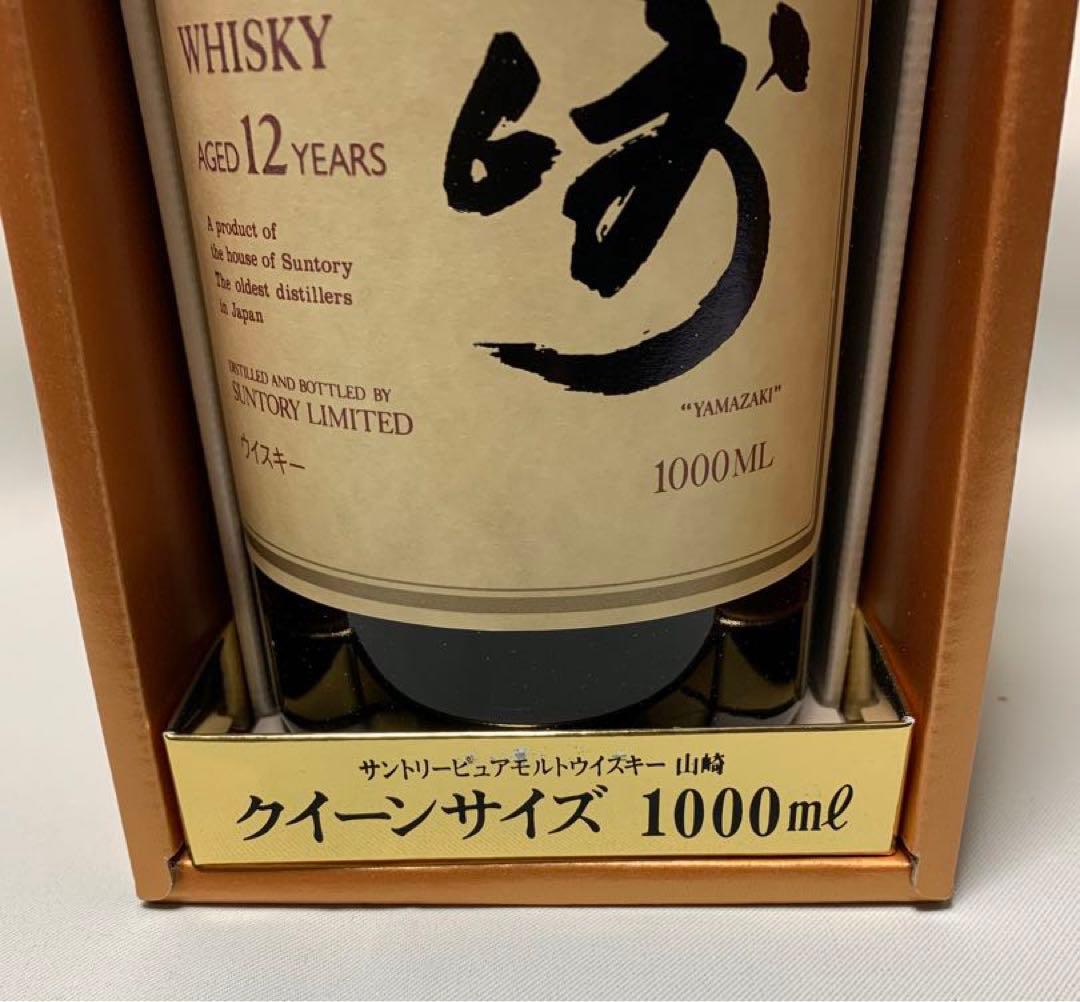 WHISKY
AGED 12 YEARS
A product of
the house of Suntory
The oldest distillers
in Japan
DISTILLED AND BOTTLED BY
SUNTORY LIMITED
ウイスキー
崎
"YAMAZAKI"
1000ML
サントリーピュアモルトウイスキー 山崎
クイーンサイズ 1000mℓ